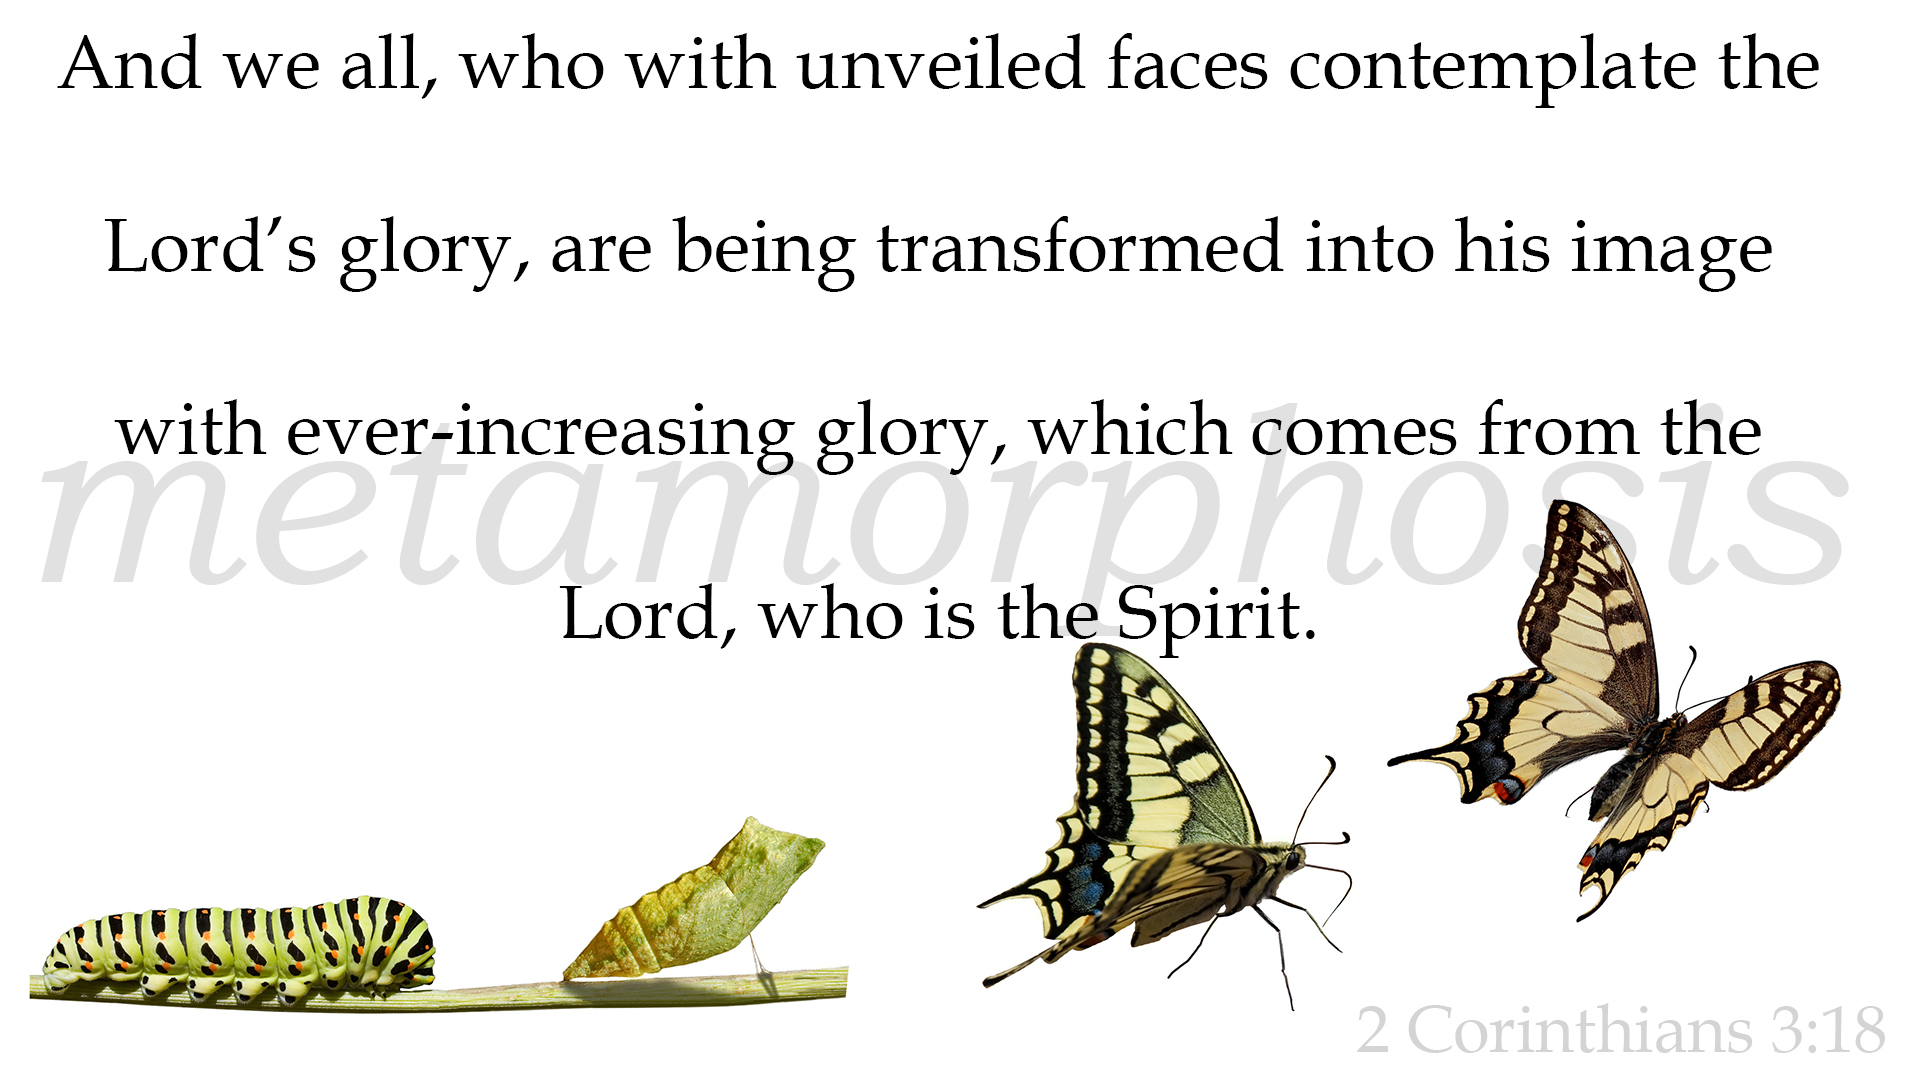 And we all, who with unveiled faces contemplate the
Lord’s glory, are being transformed into his image
with ever-increasing glory, which comes from the
metamorphosis
Lord, who is the Spirit.
2 Corinthians 3:18